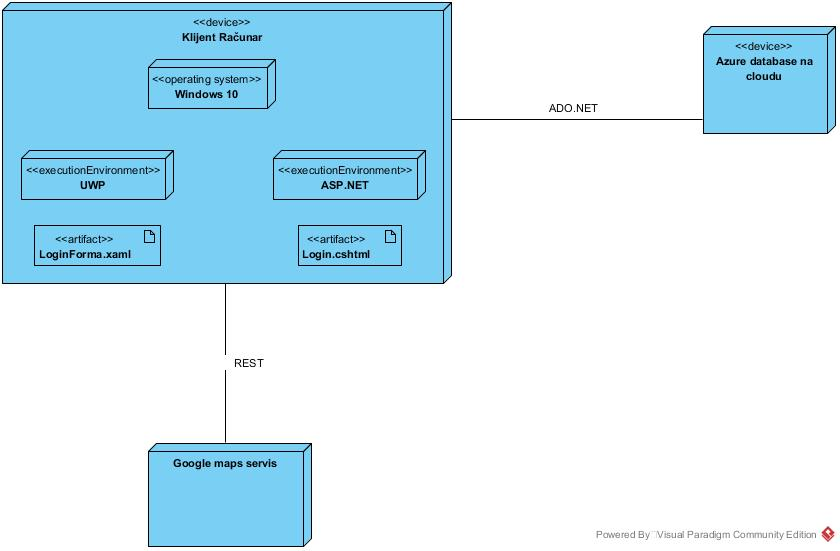 <<device>>
Klijent Računar
<<operating system>>
Windows 10
<<executionEnvironment>>
UWP
<<executionEnvironment>>
ASP.NET
<<artifact>>
LoginForma.xaml
<<artifact>>
Login.cshtml
ADO.NET
<<device>>
Azure database na
cloudu
REST
Google maps servis
Powered By Visual Paradigm Community Edition